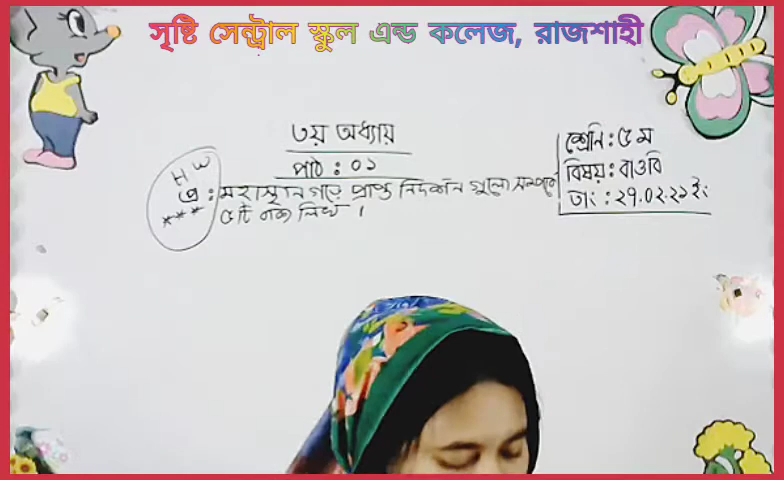 সৃষ্টি সেন্ট্রাল স্কুল এন্ড কলেজ, রাজশাহী
৩য় অধ্যায়
পাঠ : ০১
HW
প্র : মহাস্থানগড়ে প্রাপ্ত নিদর্শন গুলো সম্পর্কে
***
৫টি বাক্য লিখ ।
শ্রেণি : ৫ম
বিষয় : বাওবি
তাং : ২৭.০২.২১ইং